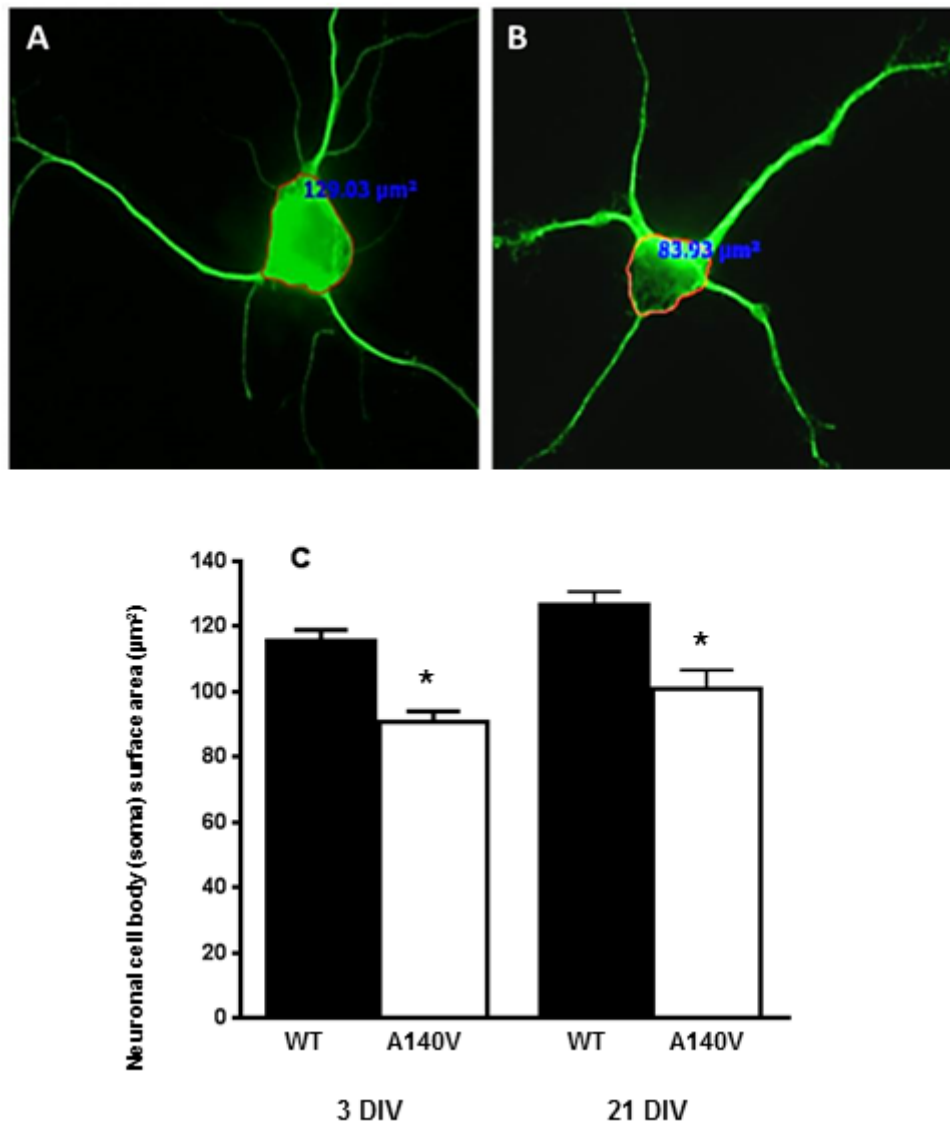 A
B
129.03 µm²
83.93 µm²
C
Neuronal cell body (soma) surface area (µm²)
140
120
100
80
60
40
20
0
*
*
WT A140V WT A140V
3 DIV 21 DIV